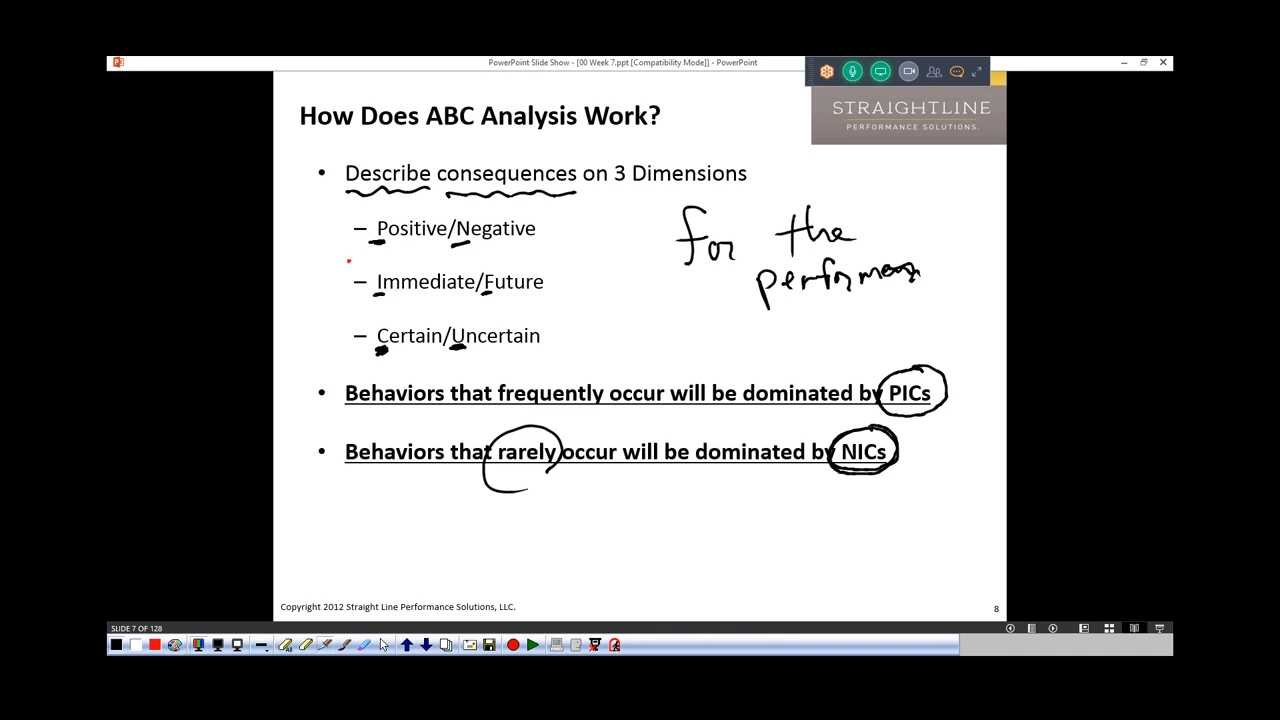 PowerPoint Slide Show - [00 Week 7.ppt [Compatibility Mode]] - PowerPoint
How Does ABC Analysis Work?
STRAIGHTLINE
PERFORMANCE SOLUTIONS.
• Describe consequences on 3 Dimensions
– Positive/Negative
for the
performer
– Immediate/Future
– Certain/Uncertain
• Behaviors that frequently occur will be dominated by PICs
• Behaviors that rarely occur will be dominated by NICs
Copyright 2012 Straight Line Performance Solutions, LLC.
8
SLIDE 7 OF 128